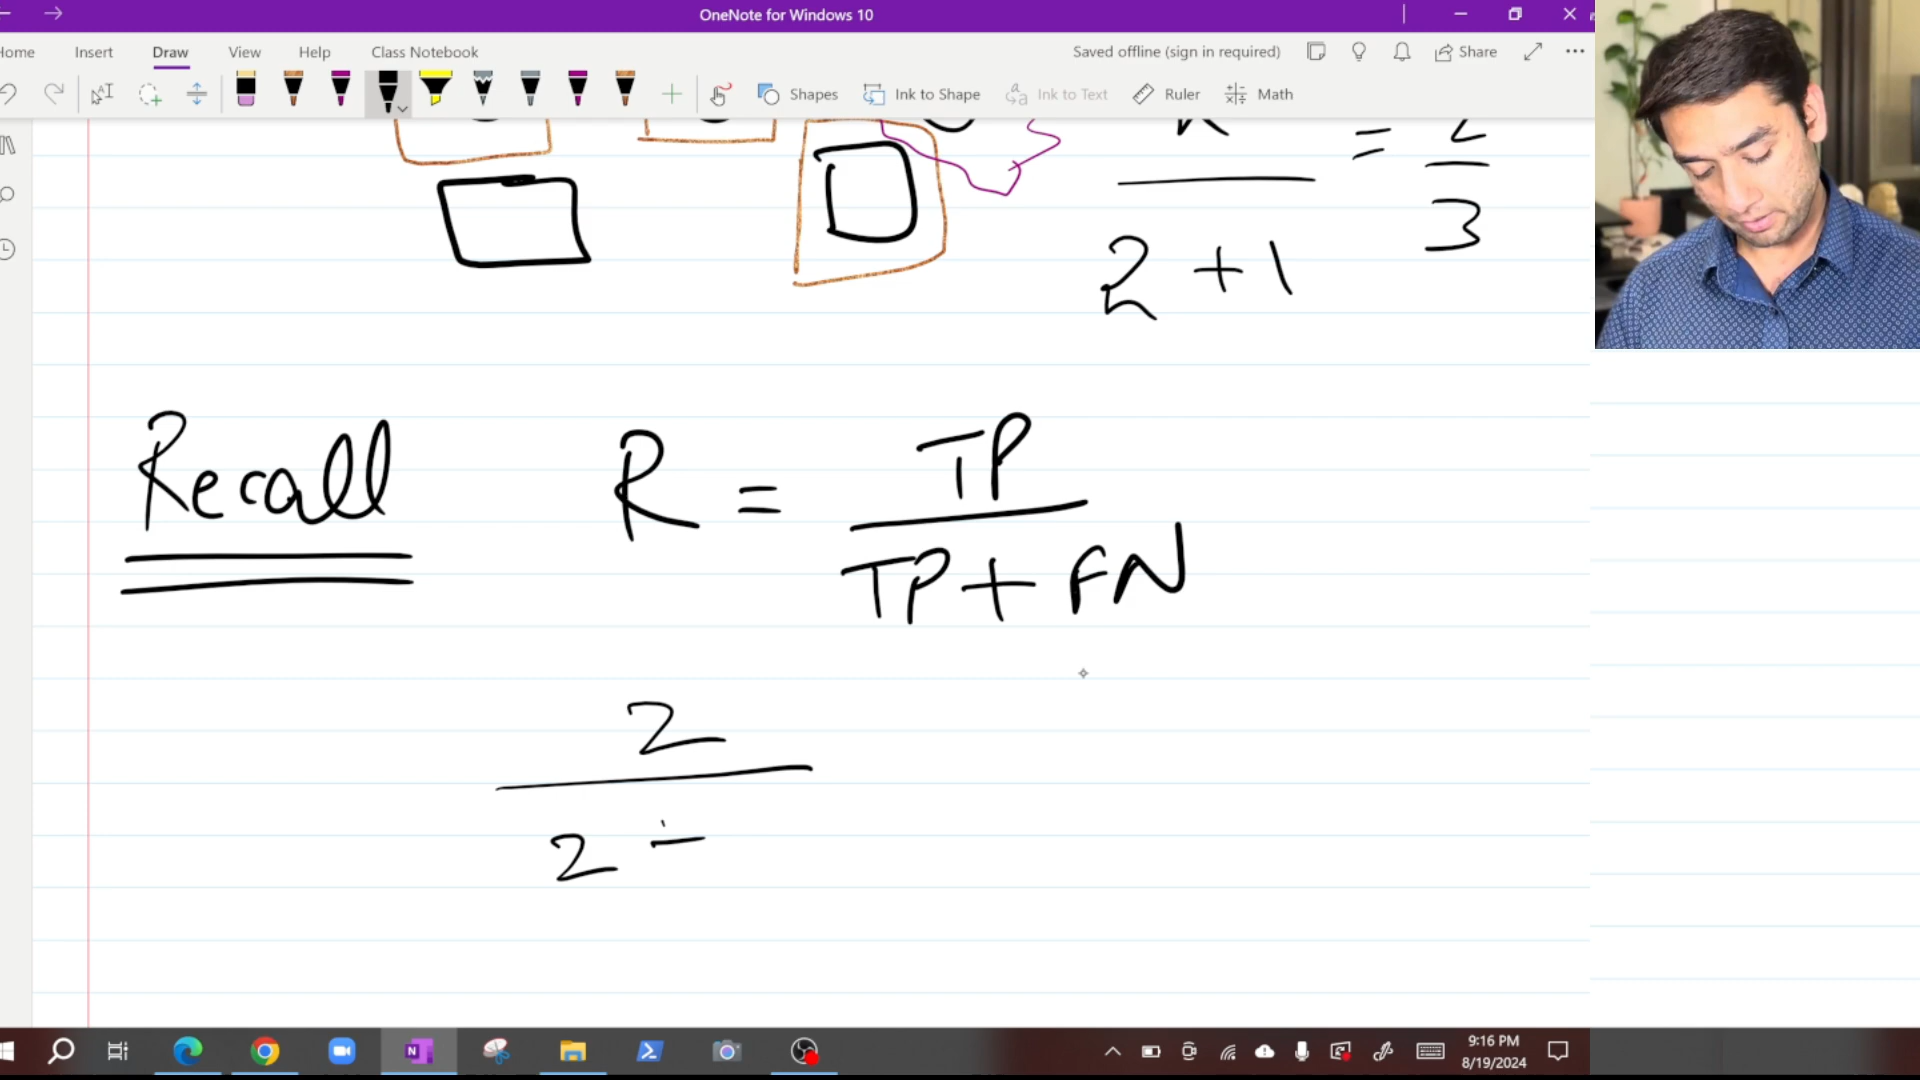 OneNote for Windows 10
Home Insert Draw View Help Class Notebook Saved offline (sign in required) Share
Shapes Ink to Shape Ink to Text Ruler Math
= 2
3
2 + 1
Recall R = TP
TP + FN
2
2 -
9:16 PM
8/19/2024